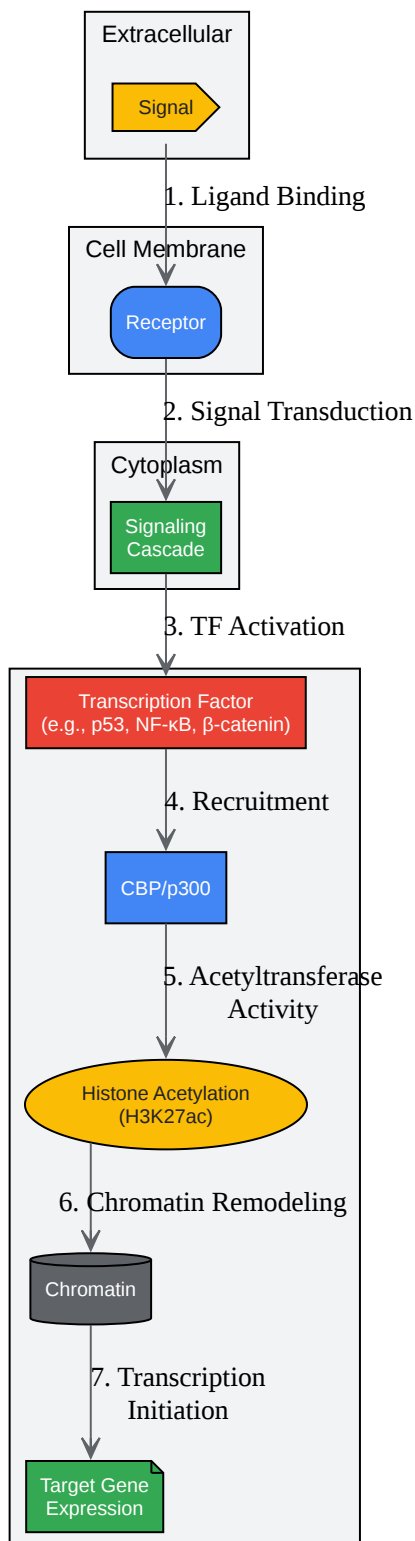 Extracellular
Signal
1. Ligand Binding
Cell Membrane
Receptor
2. Signal Transduction
Cytoplasm
Signaling
Cascade
3. TF Activation
Transcription Factor
(e.g., p53, NF-κB, β-catenin)
4. Recruitment
CBP/p300
5. Acetyltransferase
Activity
Histone Acetylation
(H3K27ac)
6. Chromatin Remodeling
Chromatin
7. Transcription
Initiation
Target Gene
Expression